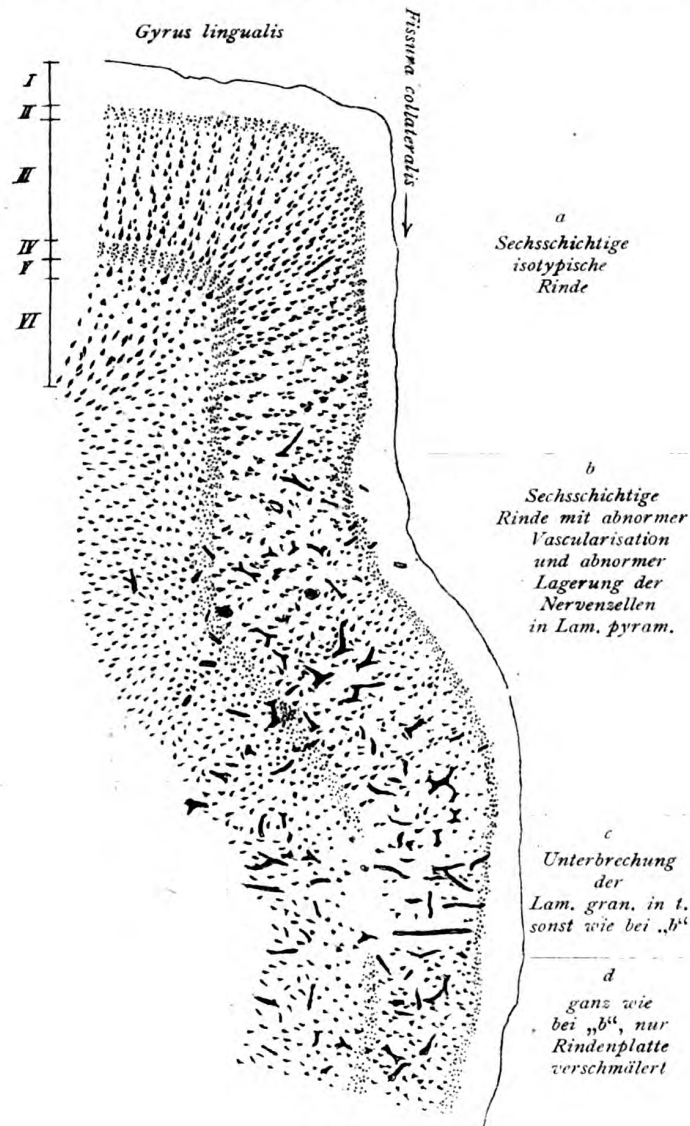 Gyrus lingualis
Fissura collateralis
I
II
III
IV
V
VI
a
Sechsschichtige
isotypische
Rinde
b
Sechsschichtige
Rinde mit abnormer
Vascularisation
und abnormer
Lagerung der
Nervenzellen
in Lam. pyram.
c
Unterbrechung
der
Lam. gran. in t.
sonst wie bei „b“
d
ganz wie
bei „b“, nur
Rindenplatte
verschmälert